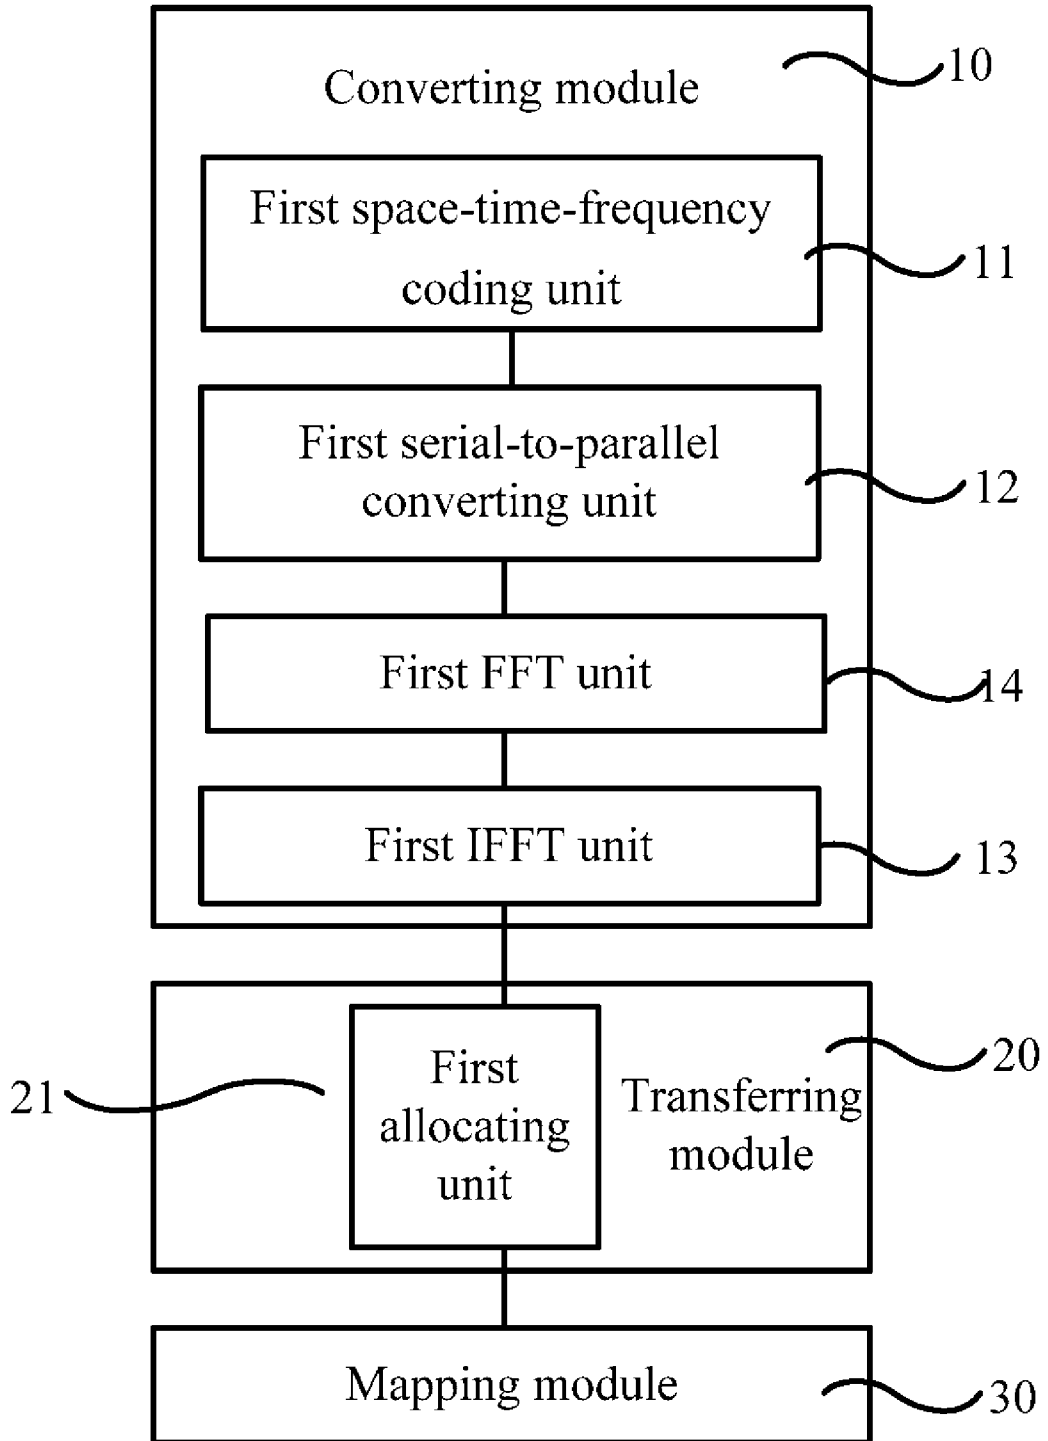 Converting module
10
First space-time-frequency
coding unit
11
First serial-to-parallel
converting unit
12
First FFT unit
14
First IFFT unit
13
21
First
allocating
unit
Transferring
module
20
Mapping module
30